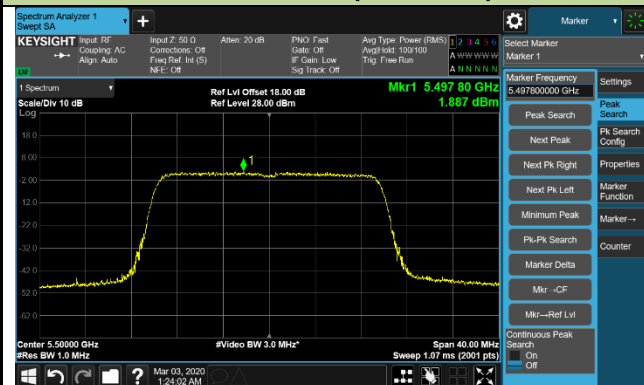 Spectrum Analyzer 1
Swept SA
+
Marker
KEYSIGHT
Input: RF
Coupling: AC
Align: Auto
Input Z: 50 Ω
Corrections: Off
Freq Ref: Int (S)
NFE: Off
Atten: 20 dB
PNO: Fast
Gate: Off
IF Gain: Low
Sig Track: Off
Avg Type: Power (RMS)
Avg|Hold: 100/100
Trig: Free Run
1 2 3 4 5 6
A W W W W W
A N N N N N
LM
Select Marker
Marker 1
1 Spectrum
Scale/Div 10 dB
Log
Ref Lvl Offset 18.00 dB
Ref Level 28.00 dBm
Mkr1 5.497 80 GHz
1.887 dBm
18.0
8.00
-2.00
-12.0
-22.0
-32.0
-42.0
-52.0
-62.0
1
Center 5.50000 GHz
#Res BW 1.0 MHz
#Video BW 3.0 MHz*
Span 40.00 MHz
Sweep 1.07 ms (2001 pts)
Marker Frequency
5.497800000 GHz
Peak Search
Next Peak
Next Pk Right
Next Pk Left
Minimum Peak
Pk-Pk Search
Marker Delta
Mkr→CF
Mkr→Ref Lvl
Continuous Peak
Search
On
Off
Settings
Peak
Search
Pk Search
Config
Properties
Marker
Function
Marker→
Counter
?
Mar 03, 2020
1:24:02 AM